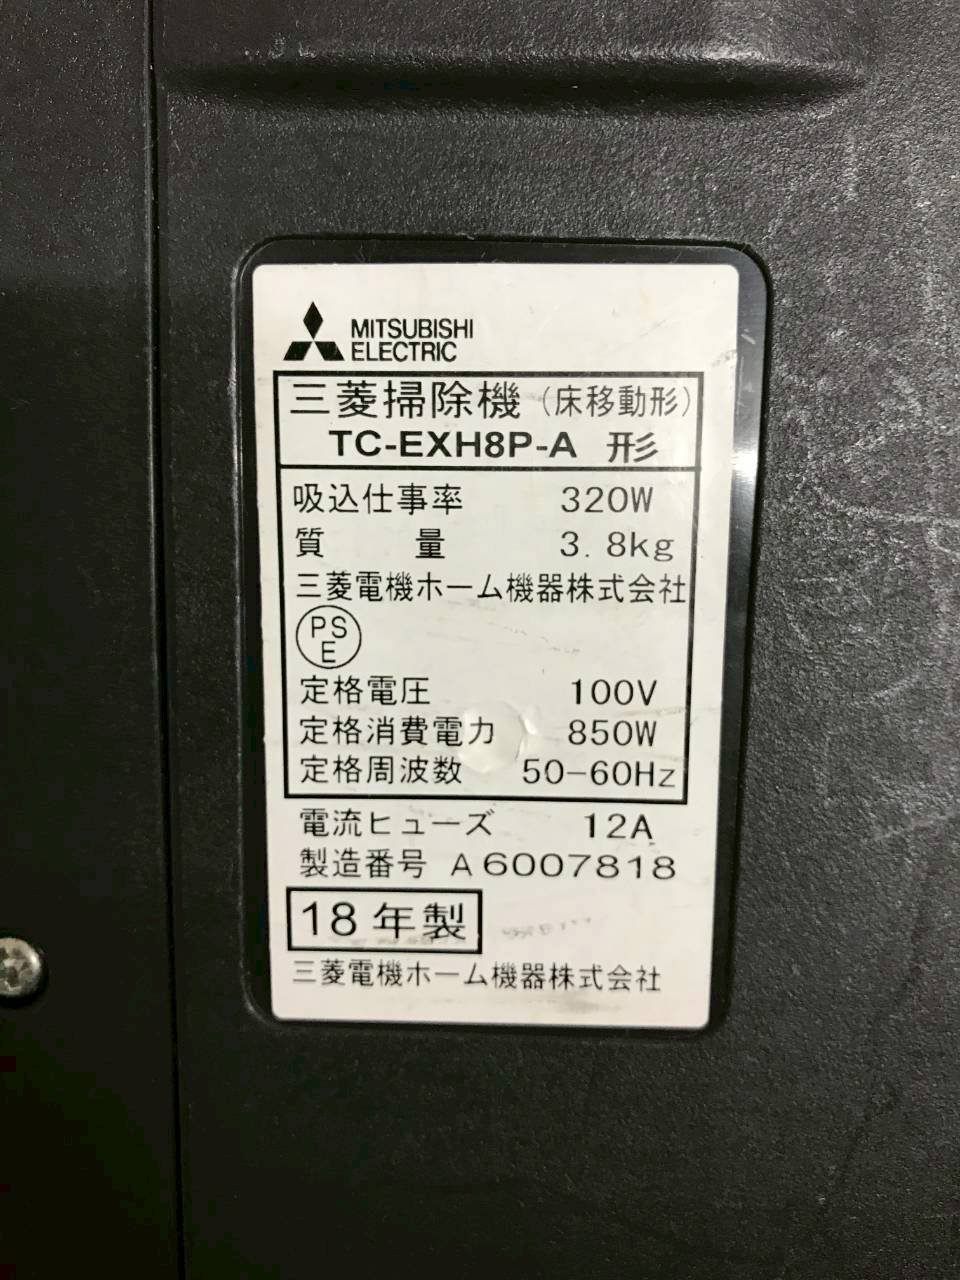 MITSUBISHI
ELECTRIC
三菱掃除機（床移動形）
TC-EXH8P-A 形
吸込仕事率 320W
質量 3.8kg
三菱電機ホーム機器株式会社
PS
E
定格電圧 100V
定格消費電力 850W
定格周波数 50-60Hz
電流ヒューズ 12A
製造番号 A6007818
18年製
三菱電機ホーム機器株式会社